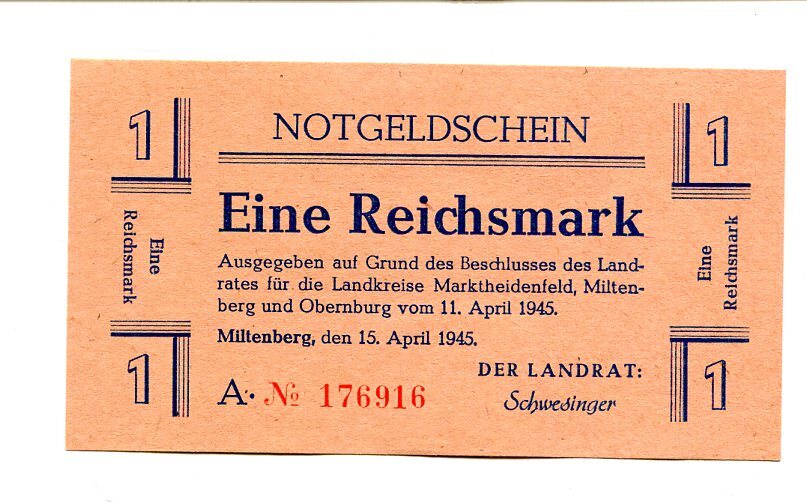 NOTGELDSCHEIN
Eine Reichsmark
Ausgegeben auf Grund des Beschlusses des Land-
rates für die Landkreise Marktheidenfeld, Milten-
berg und Obernburg vom 11. April 1945.
Miltenberg, den 15. April 1945.
DER LANDRAT:
Schwesinger
A· № 176916
1
Eine
Reichsmark
1
1
Eine
Reichsmark
1